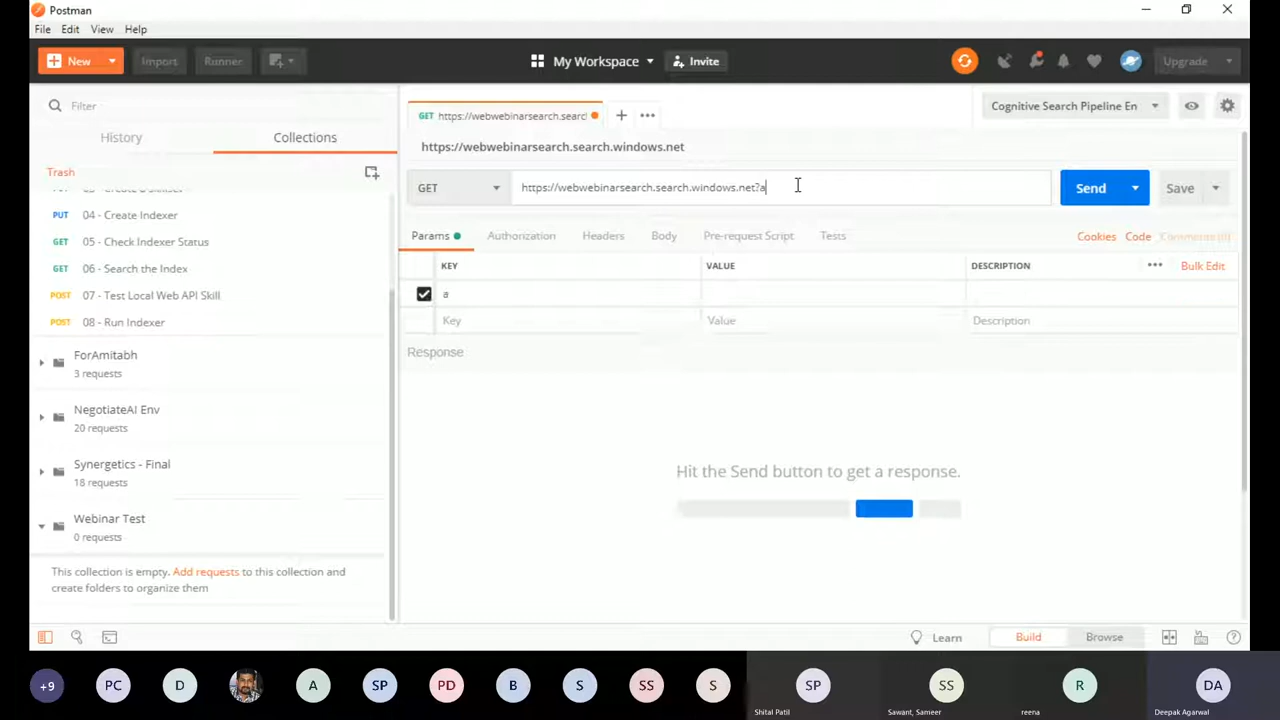 Postman
File Edit View Help
New Import Runner My Workspace Invite Upgrade
Filter
History Collections
Trash
PUT 04 - Create Indexer
GET 05 - Check Indexer Status
GET 06 - Search the Index
POST 07 - Test Local Web API Skill
POST 08 - Run Indexer
ForAmitabh
3 requests
NegotiateAI Env
20 requests
Synergetics - Final
18 requests
Webinar Test
0 requests
This collection is empty. Add requests to this collection and
create folders to organize them
GET https://webwebinarsearch.searc
Cognitive Search Pipeline En
https://webwebinarsearch.search.windows.net
GET https://webwebinarsearch.search.windows.net?a Send Save
Params Authorization Headers Body Pre-request Script Tests Cookies Code Comments (0)
KEY VALUE DESCRIPTION Bulk Edit
a
Key Value Description
Response
Hit the Send button to get a response.
Learn Build Browse
+9 PC D A SP PD B S SS S SP SS R DA
Shital Patil Sawant, Sameer reena Deepak Agarwal